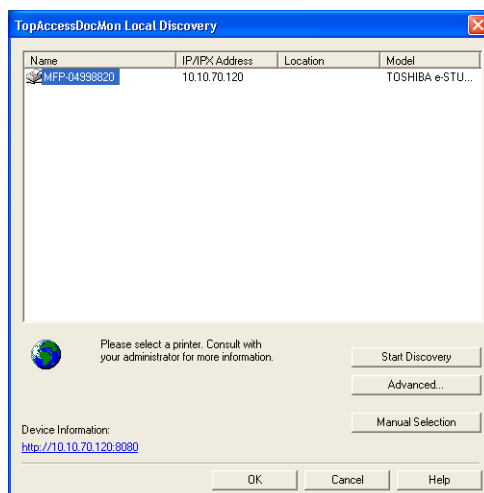 TopAccessDocMon Local Discovery
Name IP/IPX Address Location Model
MFP-04998820 10.10.70.120 TOSHIBA e-STU...
Please select a printer. Consult with
your administrator for more information.
Start Discovery
Advanced...
Manual Selection
Device Information:
http://10.10.70.120:8080
OK Cancel Help